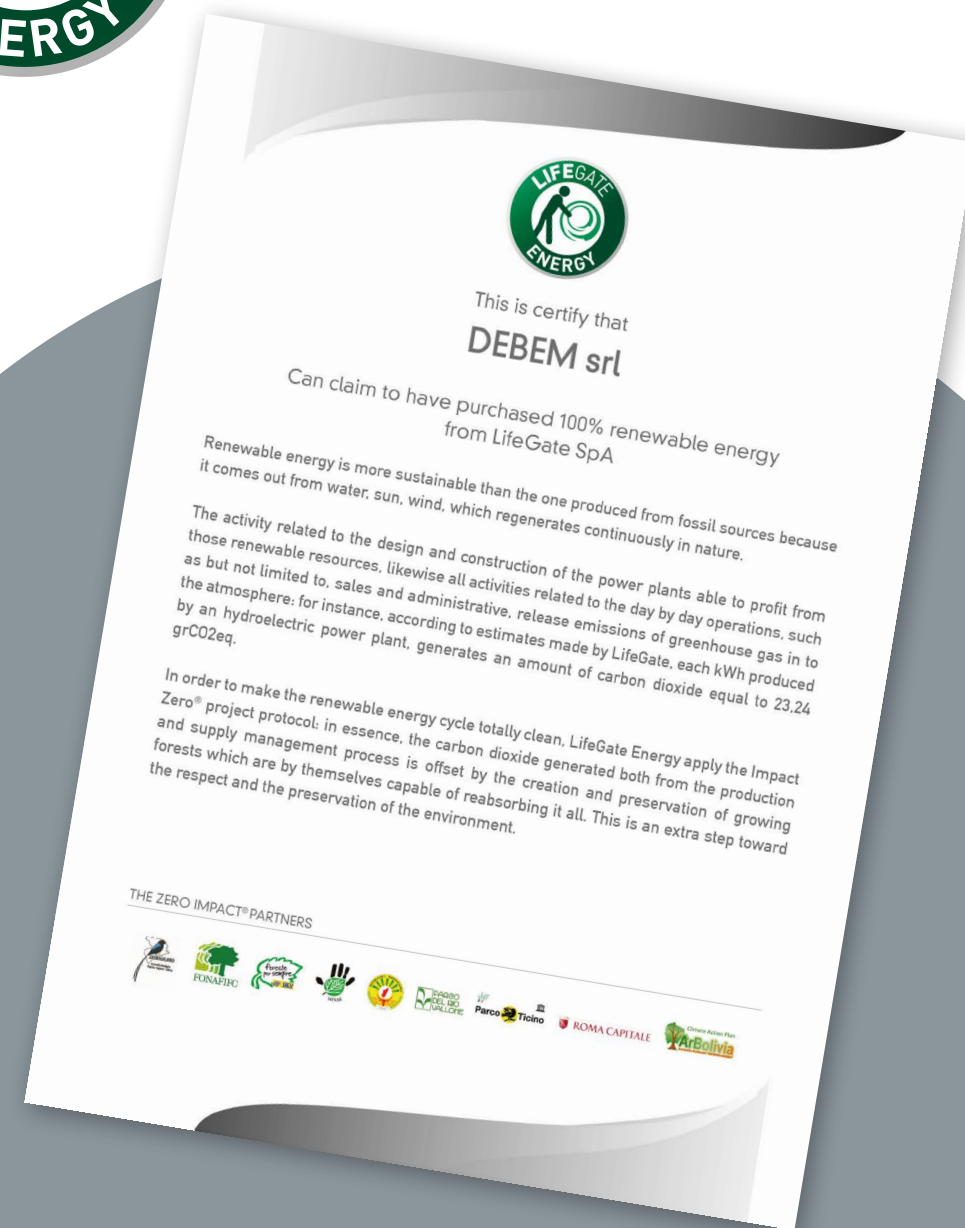 ERGY
LIFEGATE
ENERGY
This is certify that
DEBEM srl
Can claim to have purchased 100% renewable energy
from LifeGate SpA
Renewable energy is more sustainable than the one produced from fossil sources because
it comes out from water, sun, wind, which regenerates continuously in nature.
The activity related to the design and construction of the power plants able to profit from
those renewable resources, likewise all activities related to the day by day operations, such
as but not limited to, sales and administrative, release emissions of greenhouse gas in to
the atmosphere: for instance, according to estimates made by LifeGate, each kWh produced
by an hydroelectric power plant, generates an amount of carbon dioxide equal to 23,24
grCO2eq.
In order to make the renewable energy cycle totally clean, LifeGate Energy apply the Impact
Zero® project protocol: in essence, the carbon dioxide generated both from the production
and supply management process is offset by the creation and preservation of growing
forests which are by themselves capable of reabsorbing it all. This is an extra step toward
the respect and the preservation of the environment.
THE ZERO IMPACT® PARTNERS
FONAFIFO
foreste
per sempre
PARCO
DEL RIO
VALLONE
Parco Ticino
ROMA CAPITALE
Climate Action Plan
ArBolivia